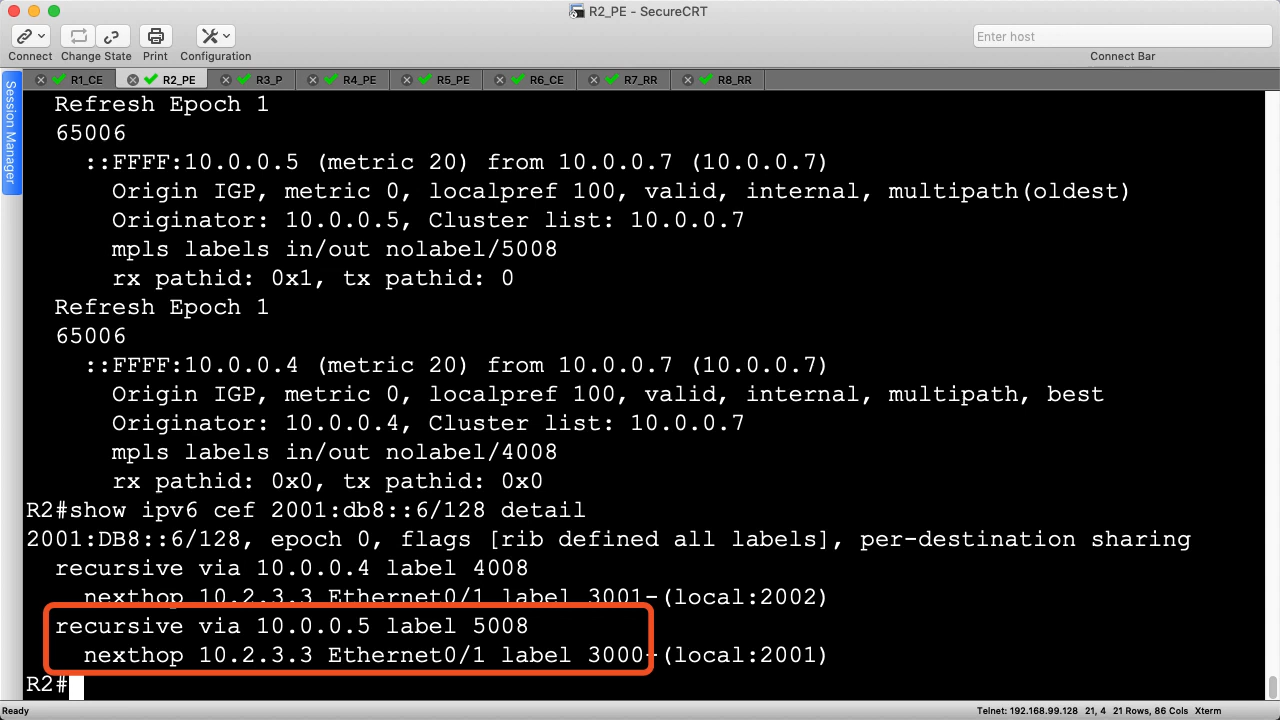 R2_PE - SecureCRT
Connect Change State Print Configuration
Enter host
Connect Bar
R1_CE R2_PE R3_P R4_PE R5_PE R6_CE R7_RR R8_RR
Session Manager
Refresh Epoch 1
65006
::FFFF:10.0.0.5 (metric 20) from 10.0.0.7 (10.0.0.7)
Origin IGP, metric 0, localpref 100, valid, internal, multipath(oldest)
Originator: 10.0.0.5, Cluster list: 10.0.0.7
mpls labels in/out nolabel/5008
rx pathid: 0x1, tx pathid: 0
Refresh Epoch 1
65006
::FFFF:10.0.0.4 (metric 20) from 10.0.0.7 (10.0.0.7)
Origin IGP, metric 0, localpref 100, valid, internal, multipath, best
Originator: 10.0.0.4, Cluster list: 10.0.0.7
mpls labels in/out nolabel/4008
rx pathid: 0x0, tx pathid: 0x0
R2#show ipv6 cef 2001:db8::6/128 detail
2001:DB8::6/128, epoch 0, flags [rib defined all labels], per-destination sharing
recursive via 10.0.0.4 label 4008
nexthop 10.2.3.3 Ethernet0/1 label 3001-(local:2002)
recursive via 10.0.0.5 label 5008
nexthop 10.2.3.3 Ethernet0/1 label 3000-(local:2001)
R2#
Ready
Telnet: 192.168.99.128 21, 4 21 Rows, 86 Cols Xterm